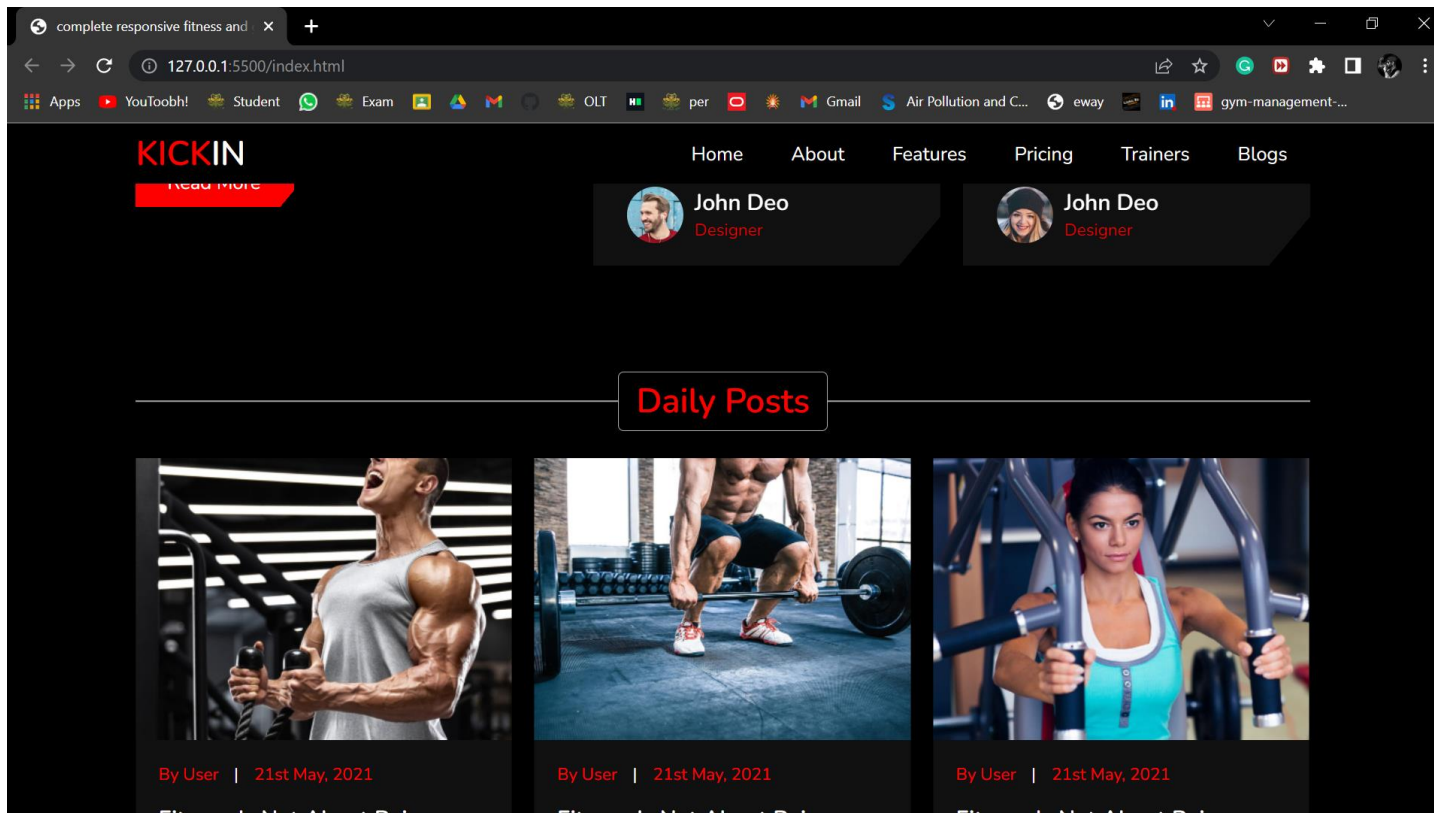 complete responsive fitness and
127.0.0.1:5500/index.html
Apps YouToobh! Student Exam OLT per Gmail Air Pollution and C... eway gym-management-...
KICKIN Home About Features Pricing Trainers Blogs
Read More
John Deo John Deo
Designer Designer
Daily Posts
By User | 21st May, 2021 By User | 21st May, 2021 By User | 21st May, 2021